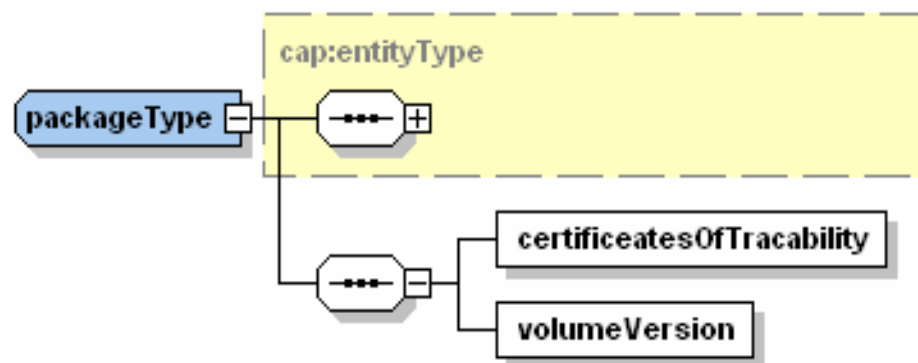 cap:entityType
packageType
certificeatesOfTracability
volumeVersion